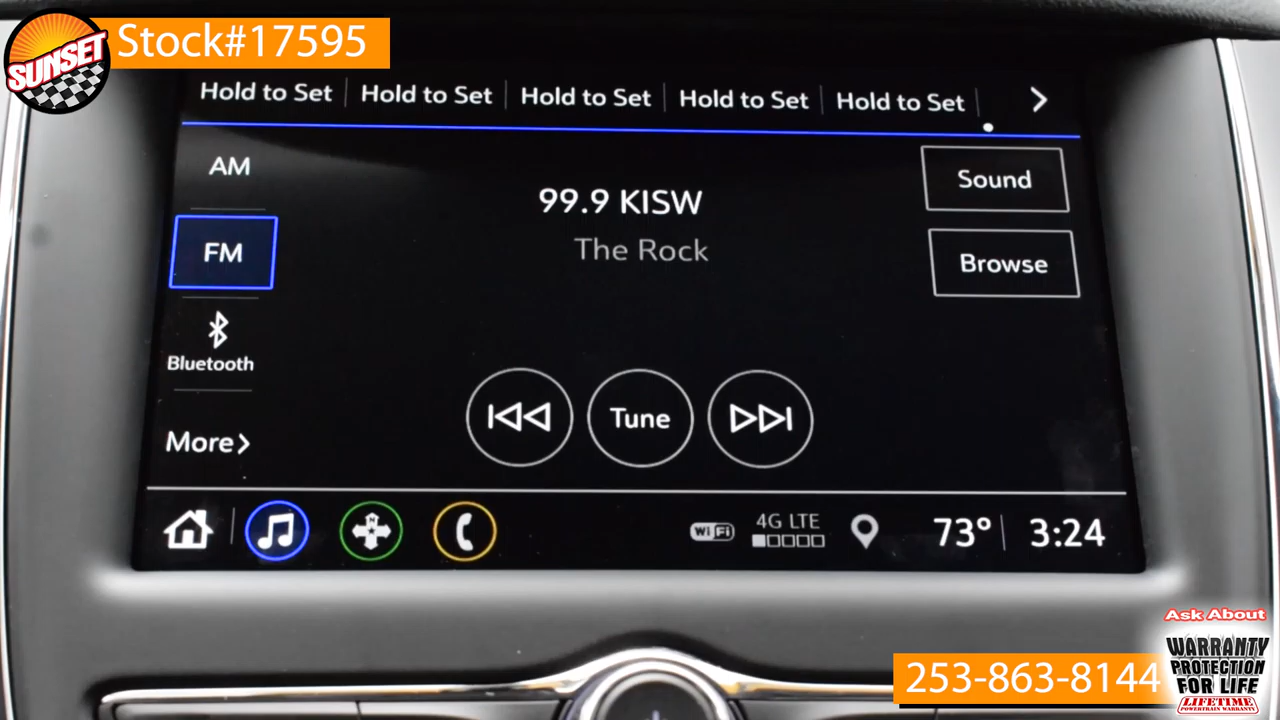 SUNSET
Stock#17595
Hold to Set Hold to Set Hold to Set Hold to Set Hold to Set
AM
Sound
99.9 KISW
FM
The Rock
Browse
Bluetooth
Tune
More
N
WiFi
4G LTE
73° 3:24
Ask About
WARRANTY
PROTECTION
FOR LIFE
LIFETIME
POWERTRAIN WARRANTY
253-863-8144